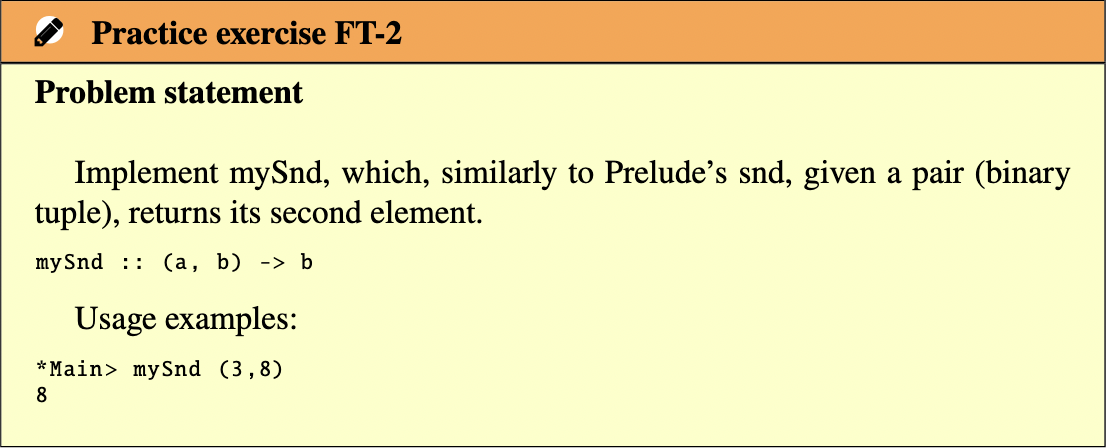 Practice exercise FT-2
Problem statement
Implement mySnd, which, similarly to Prelude’s snd, given a pair (binary
tuple), returns its second element.
mySnd :: (a, b) -> b
Usage examples:
*Main> mySnd (3,8)
8